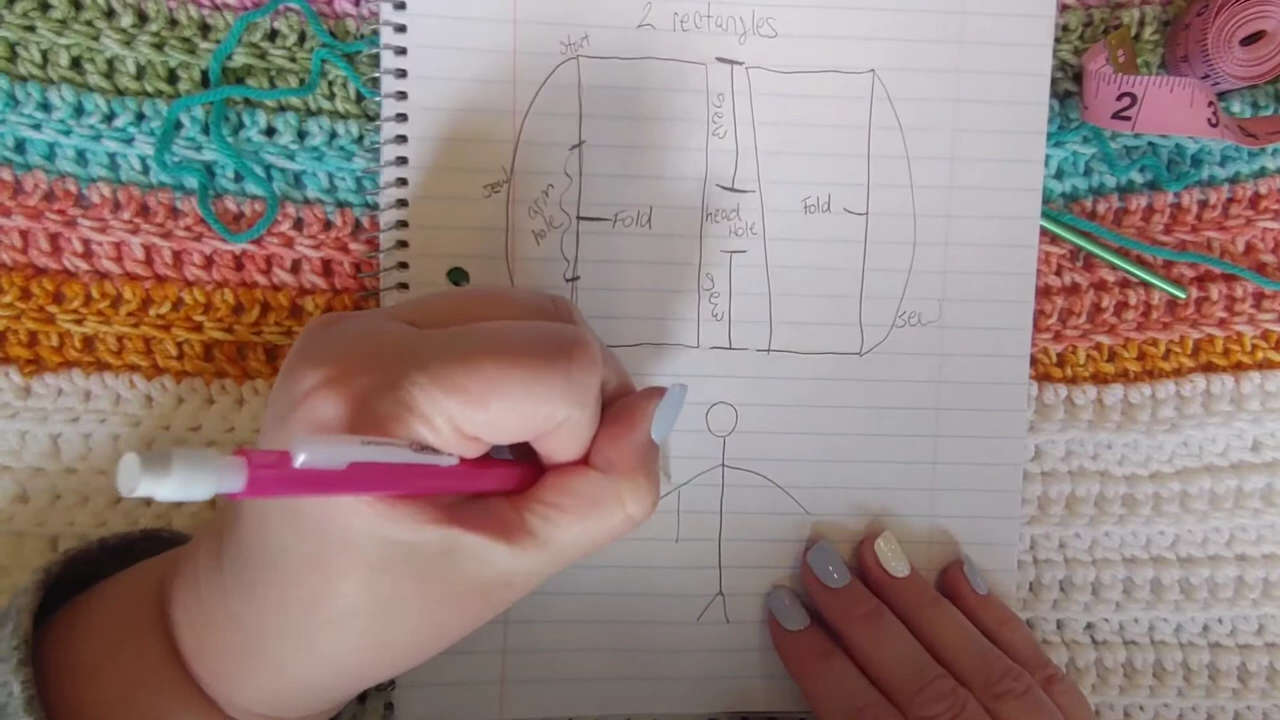 2 rectangles
Start
sew
sew
arm
hole
Fold
head
Hole
Fold
sew
sew
2
3